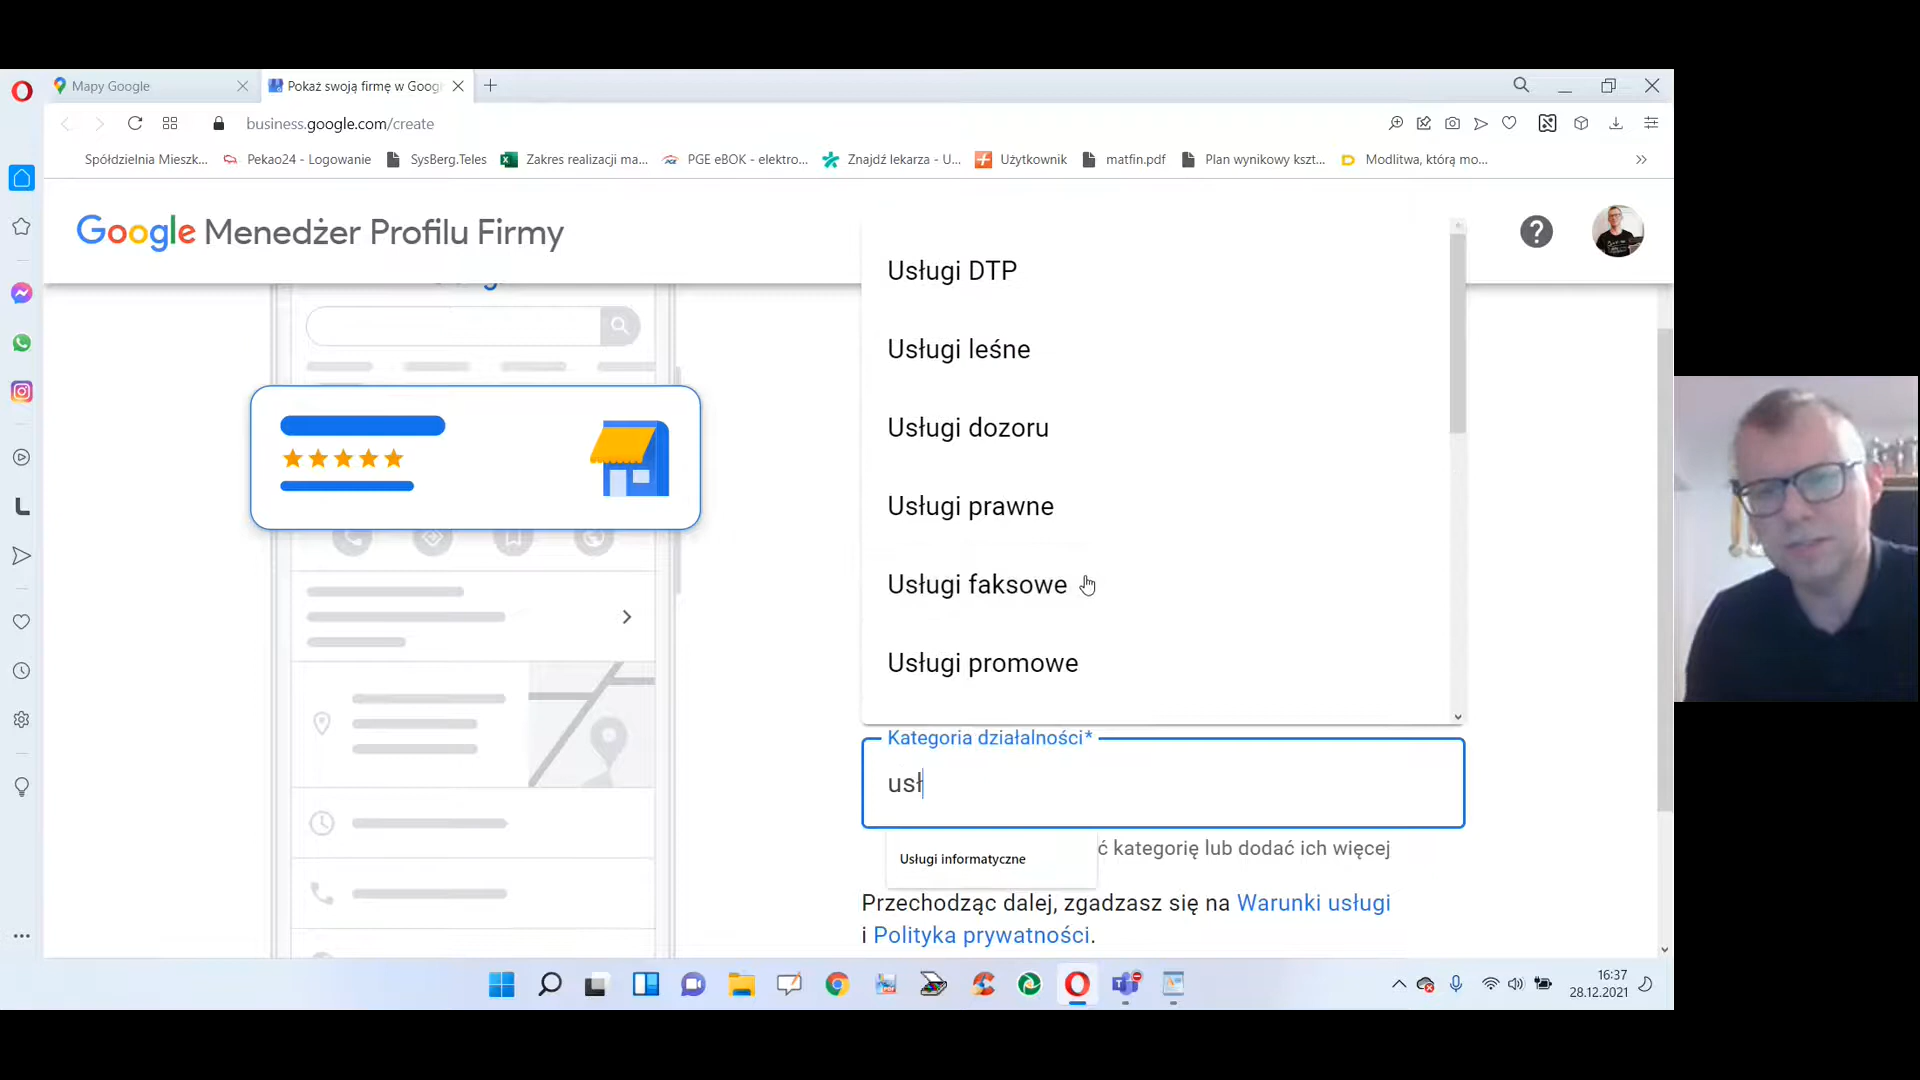 Mapy Google
Pokaż swoją firmę w Googl
business.google.com/create
Spółdzielnia Mieszk...
Pekao24 - Logowanie
SysBerg.Teles
Zakres realizacji ma...
PGE eBOK - elektro...
Znajdź lekarza - U...
Użytkownik
matfin.pdf
Plan wynikowy kszt...
Modlitwa, którą mo...
Google Menedżer Profilu Firmy
Usługi DTP
Usługi leśne
Usługi dozoru
Usługi prawne
Usługi faksowe
Usługi promowe
Kategoria działalności*
usł
Usługi informatyczne
ć kategorię lub dodać ich więcej
Przechodząc dalej, zgadzasz się na Warunki usługi
i Polityka prywatności.
16:37
28.12.2021